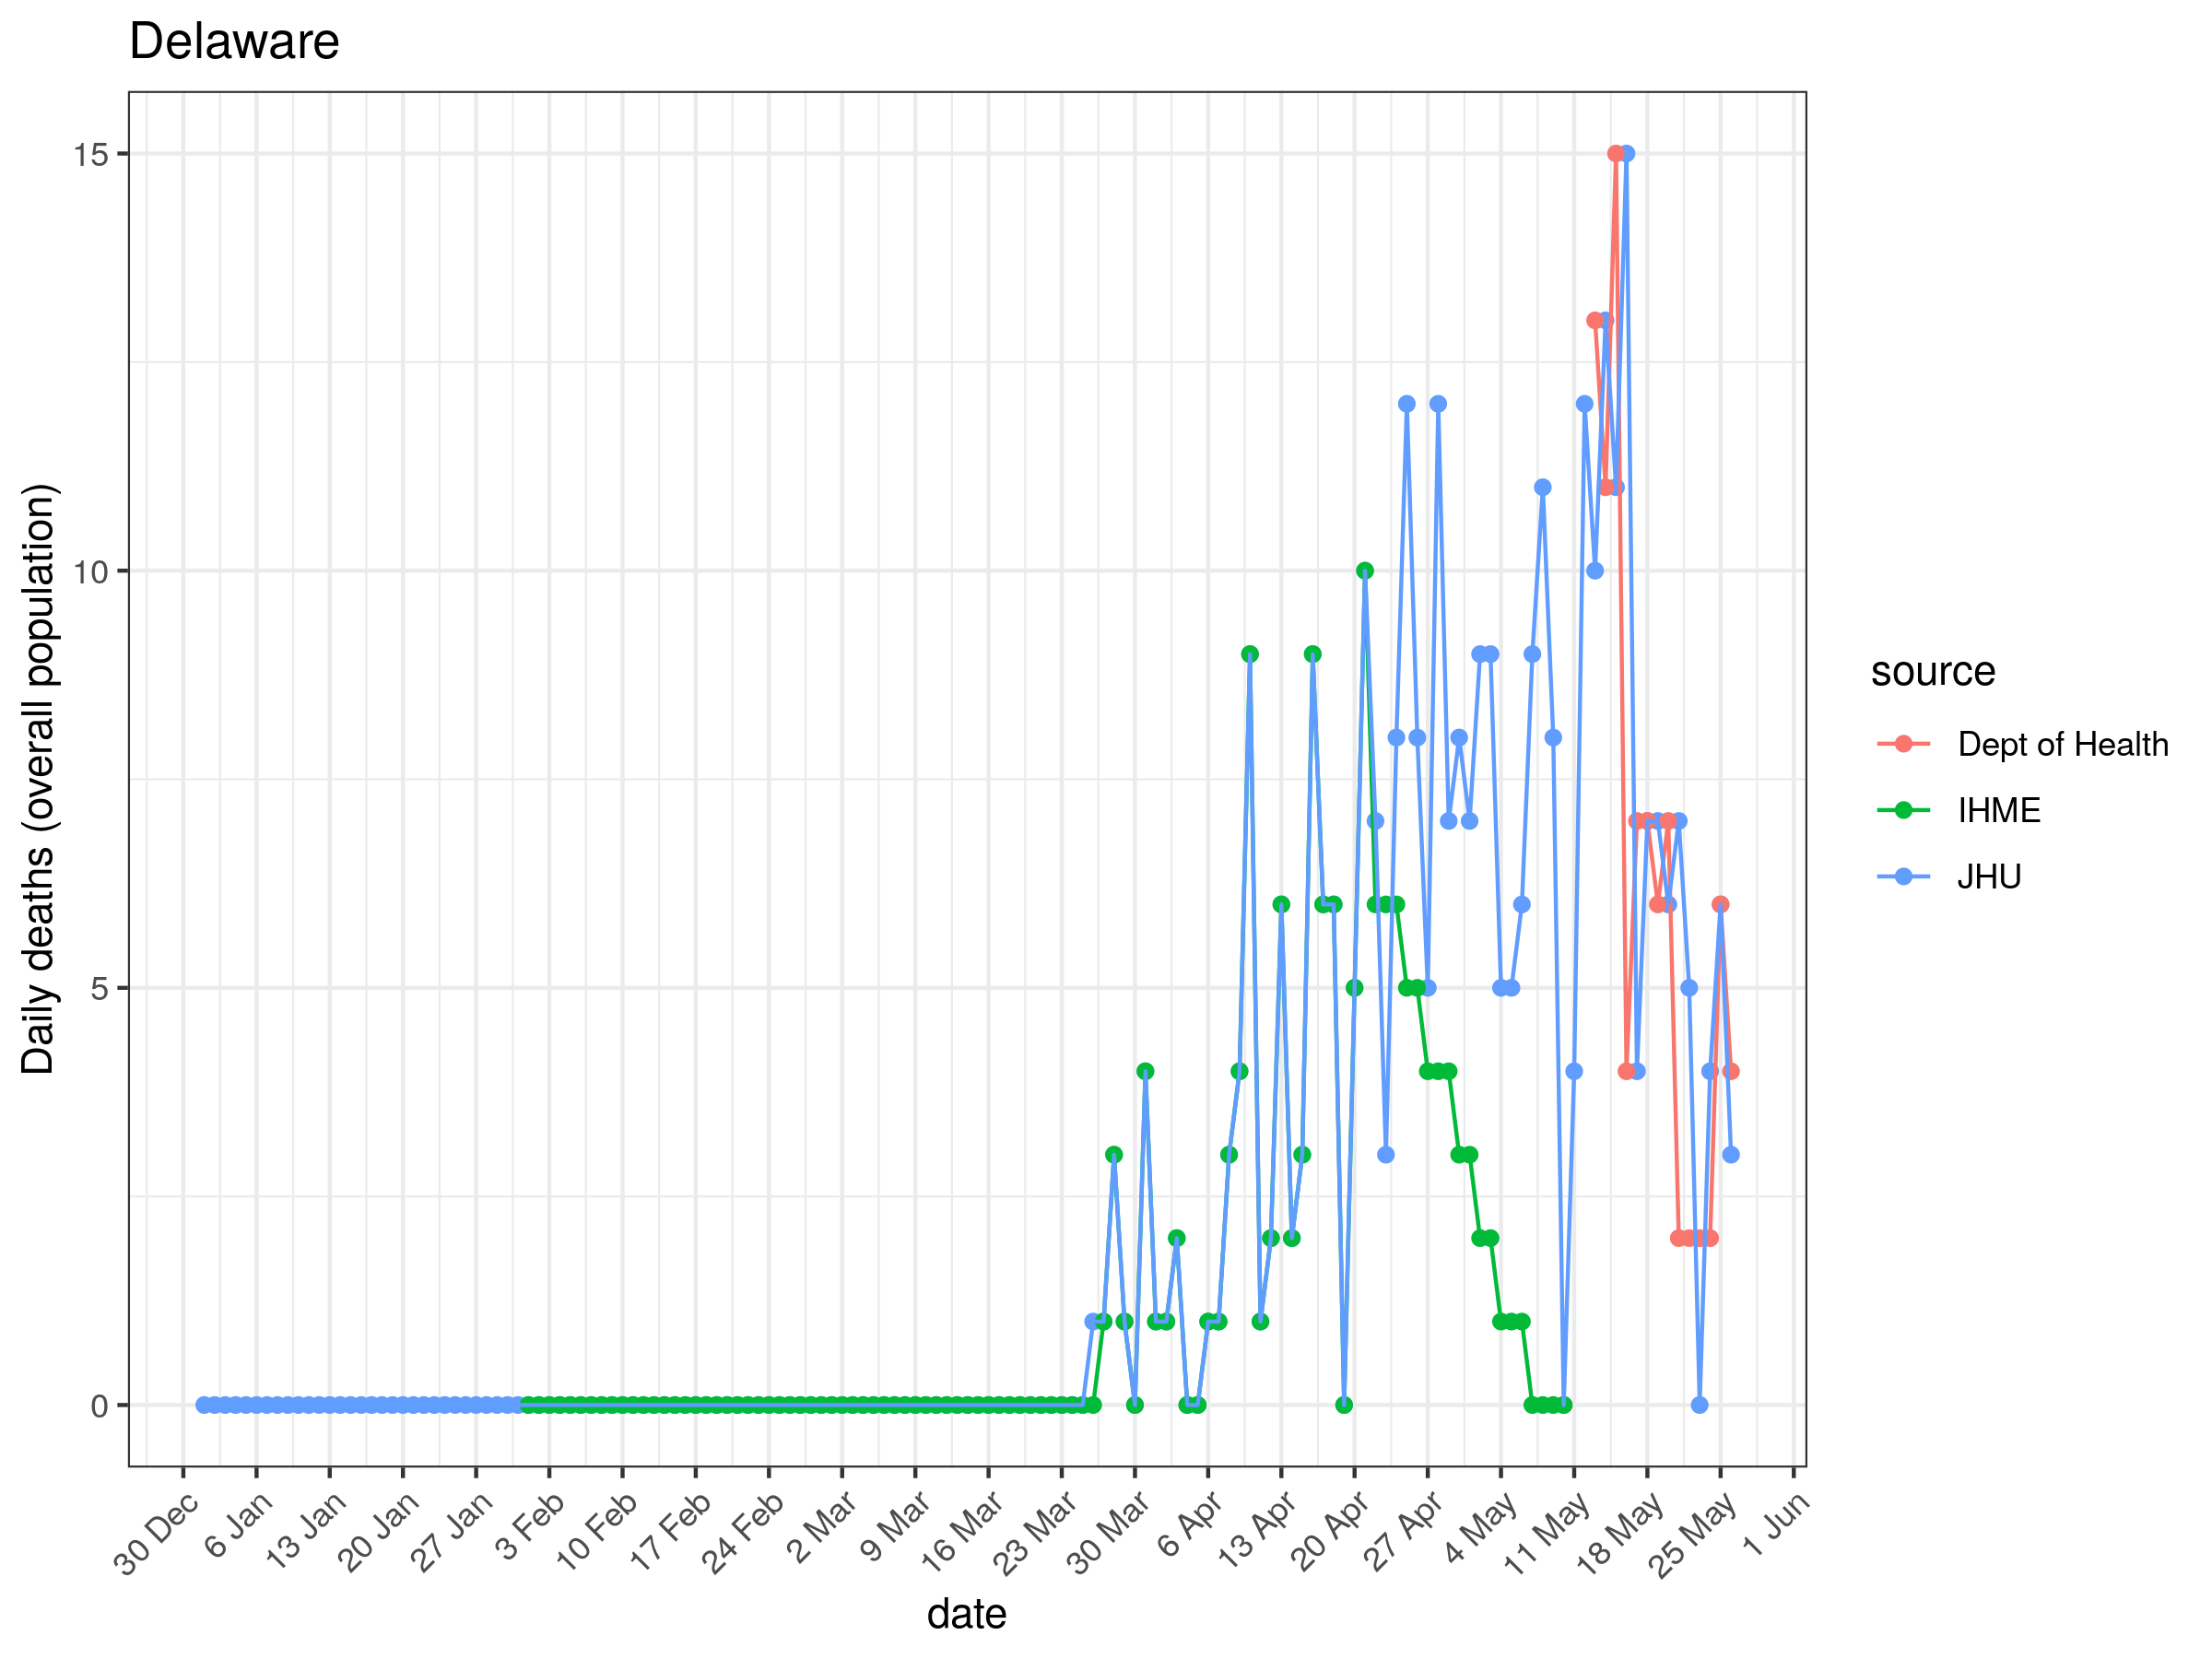 Delaware
Daily deaths (overall population)
15
10
5
0
30 Dec
6 Jan
13 Jan
20 Jan
27 Jan
3 Feb
10 Feb
17 Feb
24 Feb
2 Mar
9 Mar
16 Mar
23 Mar
30 Mar
6 Apr
13 Apr
20 Apr
27 Apr
4 May
11 May
18 May
25 May
1 Jun
date
source
Dept of Health
IHME
JHU